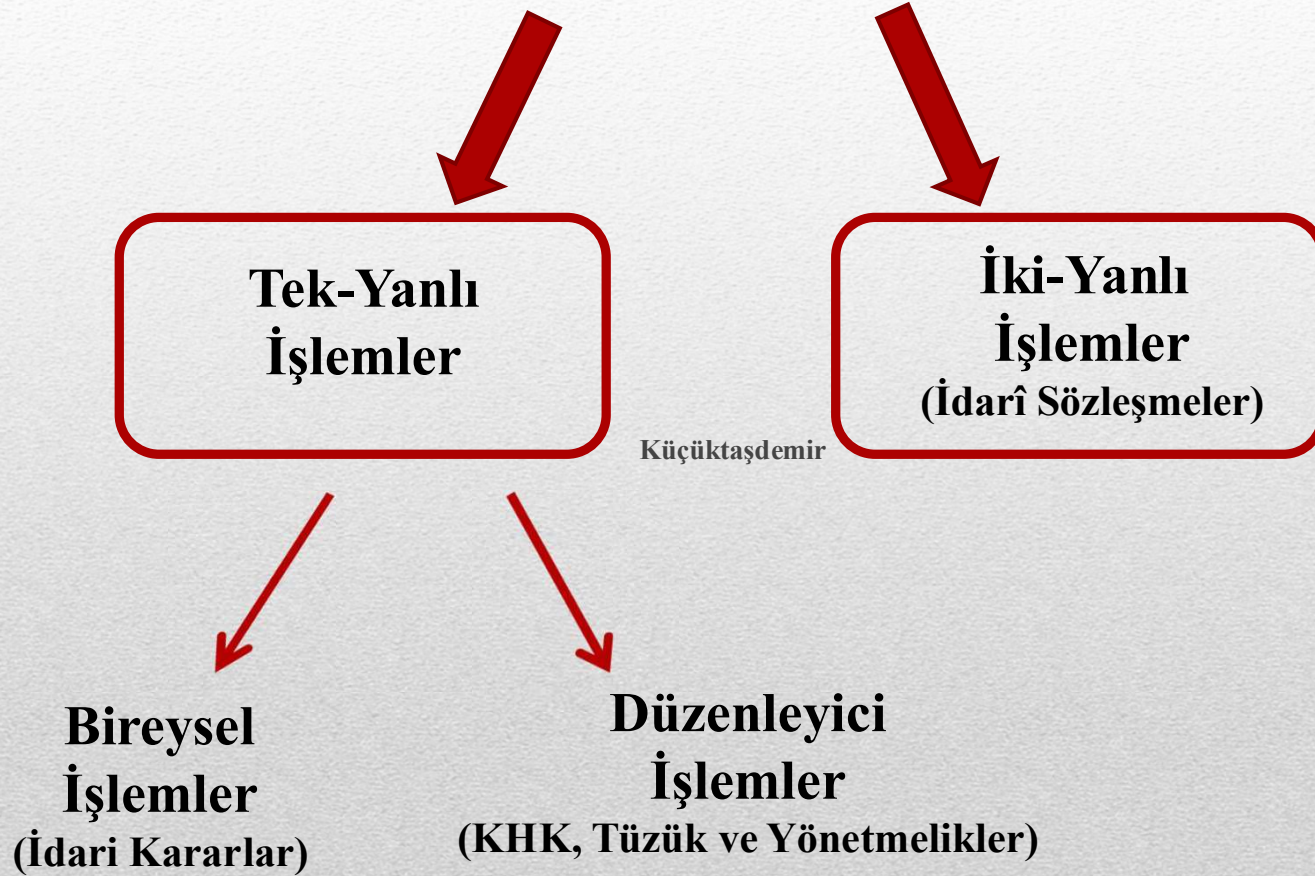 Tek-Yanlı
İşlemler
İki-Yanlı
İşlemler
(İdarî Sözleşmeler)
Küçüktaşdemir
Bireysel
İşlemler
(İdari Kararlar)
Düzenleyici
İşlemler
(KHK, Tüzük ve Yönetmelikler)